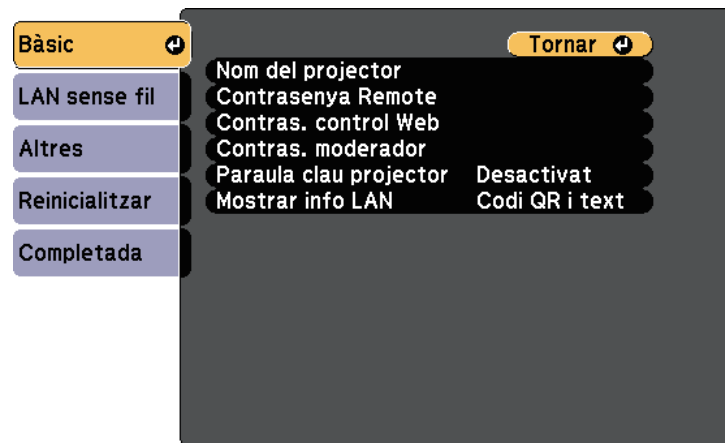 Bàsic
LAN sense fil
Altres
Reinicialitzar
Completada
Tornar
Nom del projector
Contrasenya Remote
Contras. control Web
Contras. moderador
Paraula clau projector Desactivat
Mostrar info LAN Codi QR i text